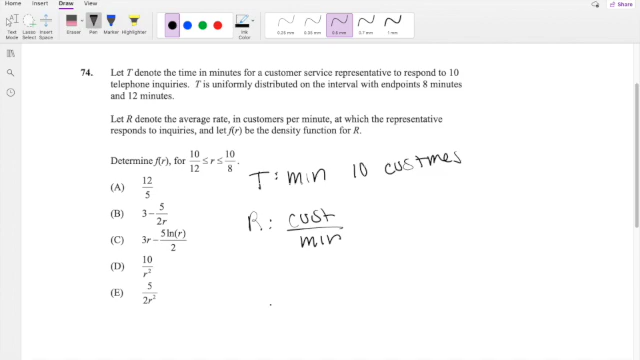 Home Insert Draw View Class Notebook
Share
Text Mode
Lasso Select
Insert Space
Eraser
Pen
Marker
Highlighter
Ink Color
0.25 mm
0.35 mm
0.5 mm
0.7 mm
1 mm
74. Let T denote the time in minutes for a customer service representative to respond to 10
telephone inquiries. T is uniformly distributed on the interval with endpoints 8 minutes
and 12 minutes.
Let R denote the average rate, in customers per minute, at which the representative
responds to inquiries, and let f(r) be the density function for R.
Determine f(r), for 10/12 ≤ r ≤ 10/8.
(A) 12/5
(B) 3 − 5/2r
(C) 3r − 5 ln(r)/2
(D) 10/r²
(E) 5/2r²
T: min 10 custmes
R: cust/min